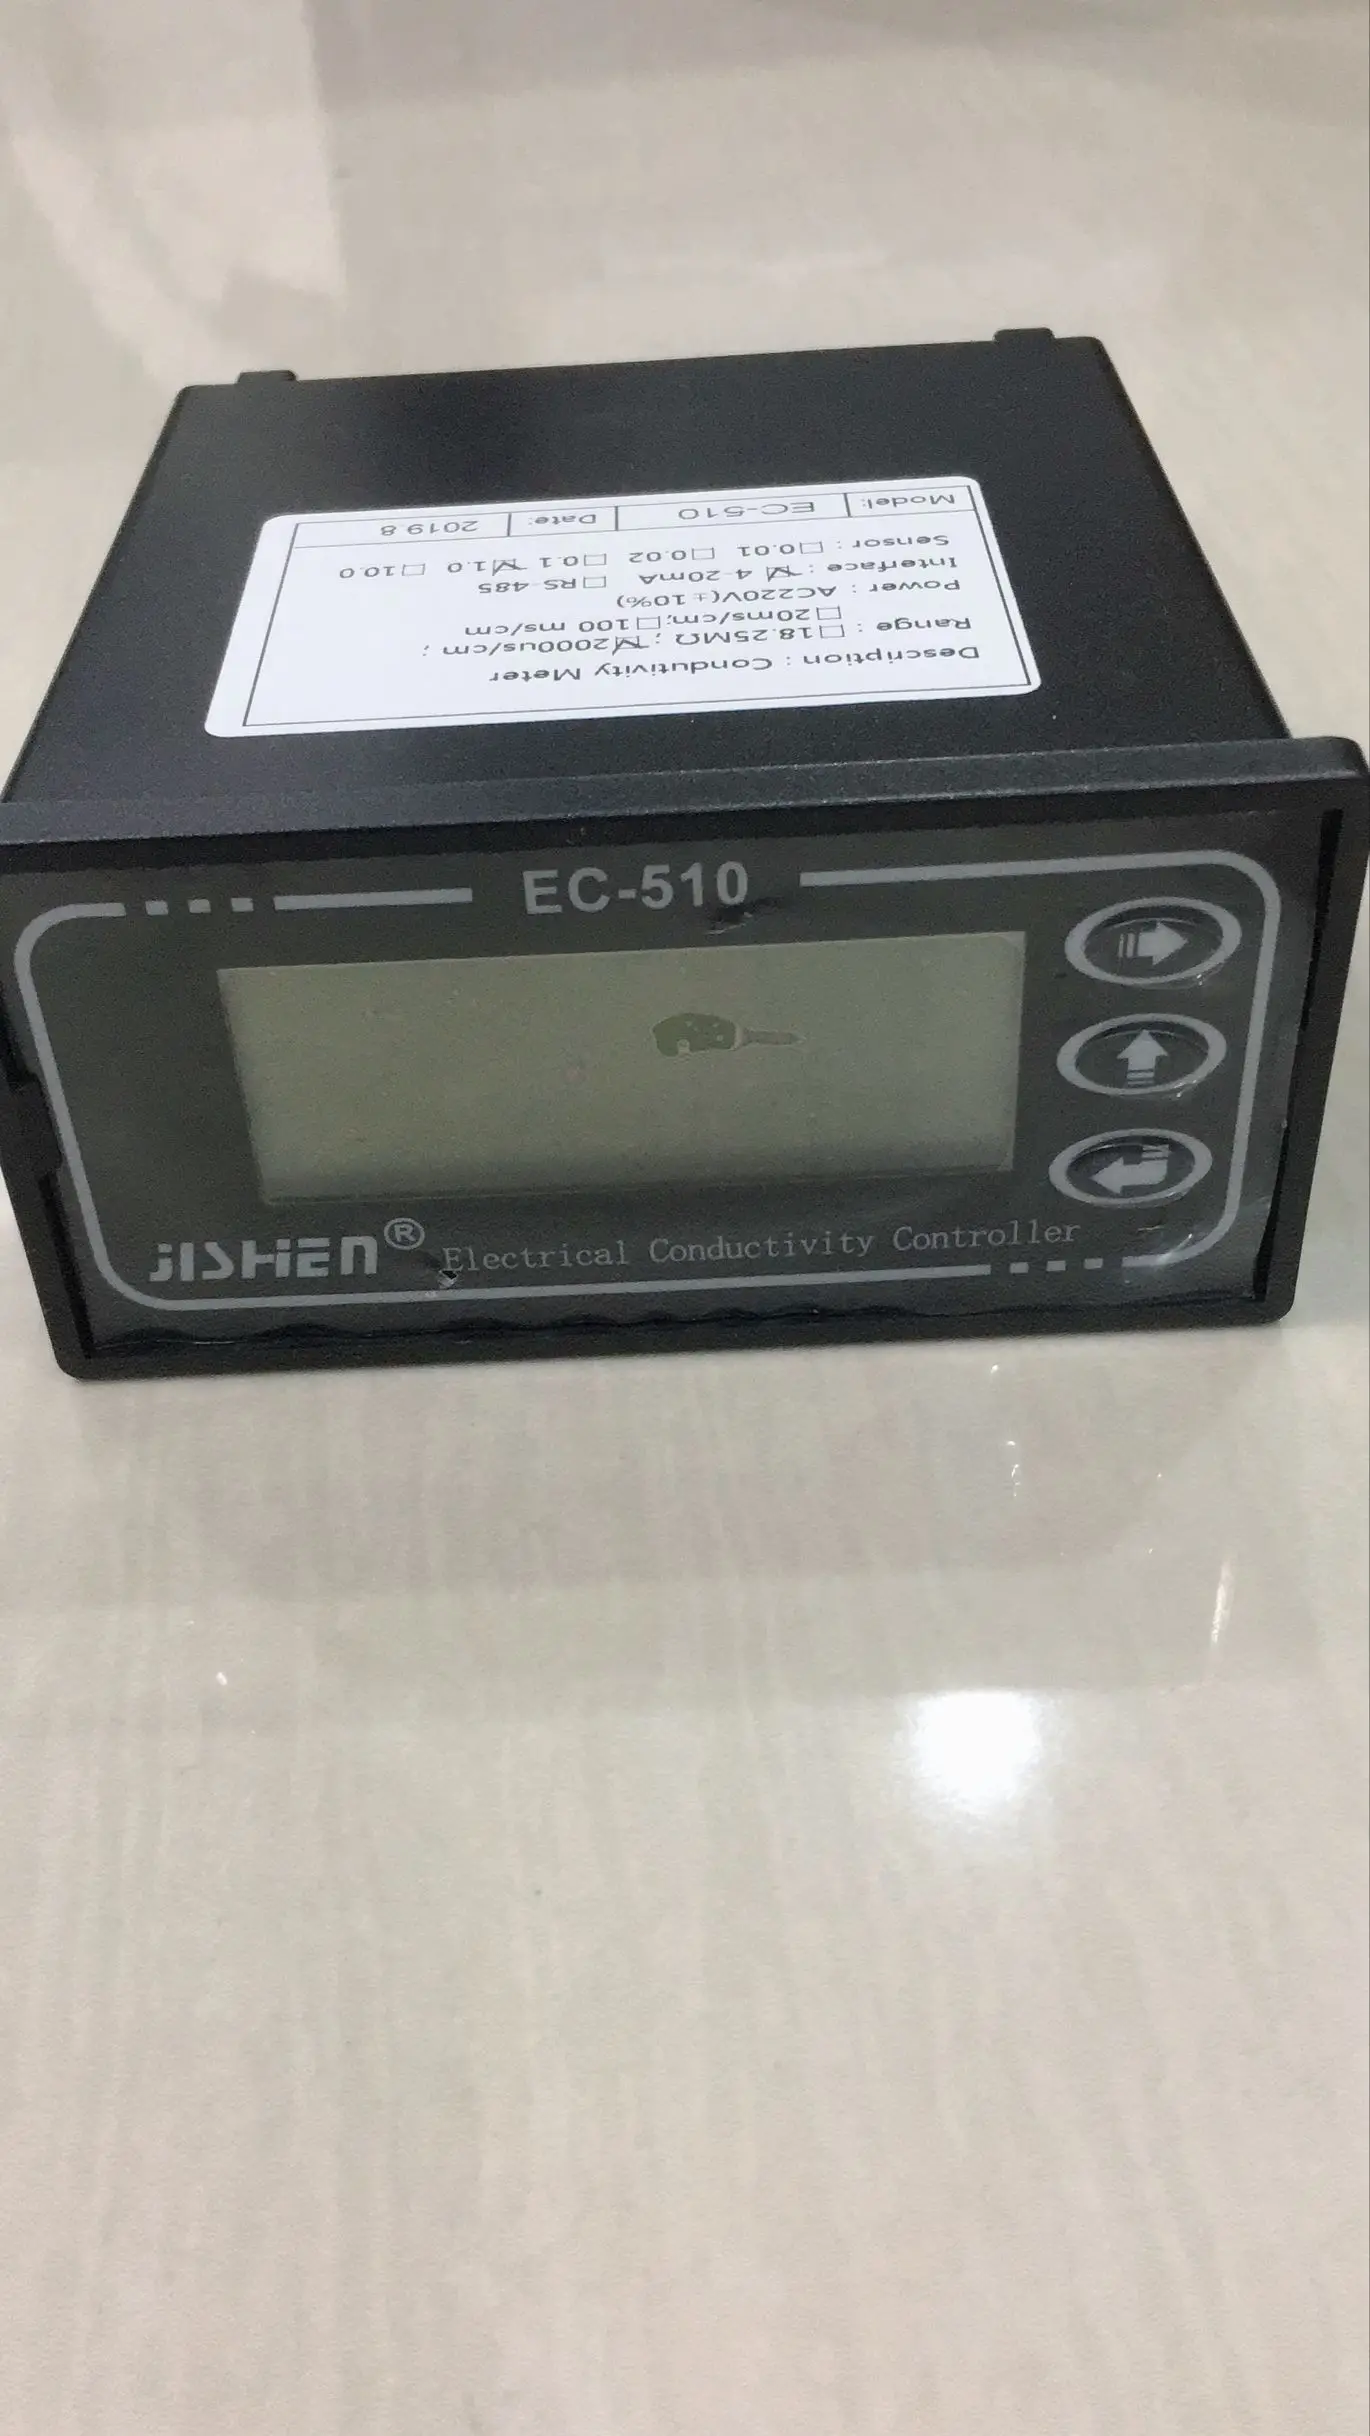 Description : Condutivity Meter
Range : ☐18.25MΩ ; ☑2000us/cm ;
☐20ms/cm; ☐100 ms/cm
Power : AC220V(±10%)
Interface : ☑ 4-20mA ☐RS-485
Sensor : ☐0.01 ☐0.02 ☐0.1 ☑1.0 ☐10.0
Model: EC-510 Date: 2019.8
EC-510
JISHEN® Electrical Conductivity Controller